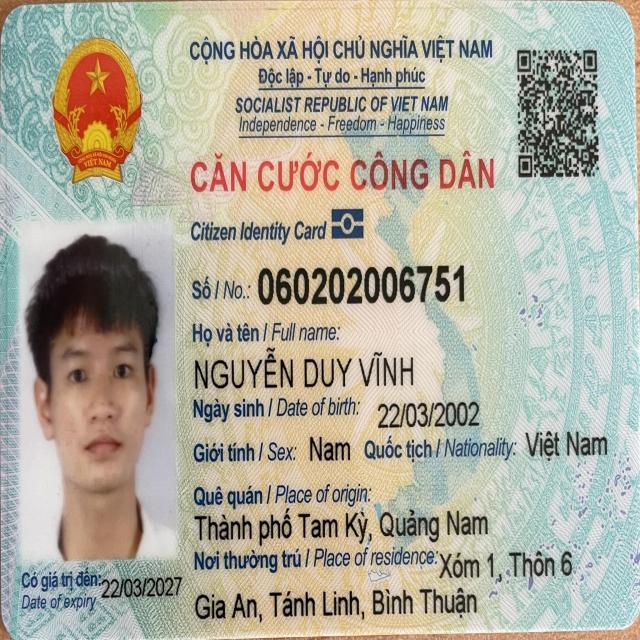 CỘNG HÒA XÃ HỘI CHỦ NGHĨA VIỆT NAM
Độc lập - Tự do - Hạnh phúc
SOCIALIST REPUBLIC OF VIET NAM
Independence - Freedom - Happiness
CĂN CƯỚC CÔNG DÂN
Citizen Identity Card
Số / No.: 060202006751
Họ và tên / Full name:
NGUYỄN DUY VĨNH
Ngày sinh / Date of birth: 22/03/2002
Giới tính / Sex: Nam Quốc tịch / Nationality: Việt Nam
Quê quán / Place of origin:
Thành phố Tam Kỳ, Quảng Nam
Nơi thường trú / Place of residence: Xóm 1, Thôn 6
Gia An, Tánh Linh, Bình Thuận
Có giá trị đến: 22/03/2027
Date of expiry